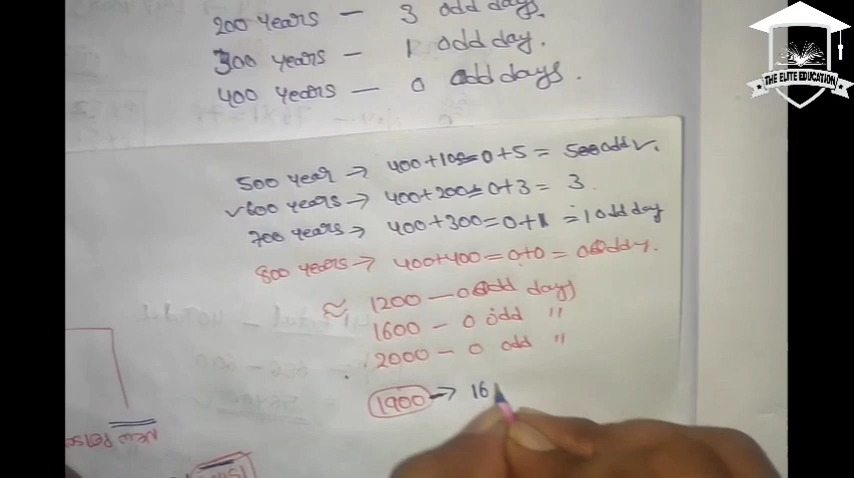 200 years — 3 odd days.
300 years — 1 odd day.
400 years — 0 odd days.
THE ELITE EDUCATION
500 year → 400+100=0+5 = 5 odd
600 years → 400+200=0+3 = 3
700 years → 400+300=0+1 = 1 odd day
800 years → 400+400=0+0 = 0 odd
≈ 1200 — 0 odd days
1600 — 0 odd "
2000 — 0 odd "
1900 → 16